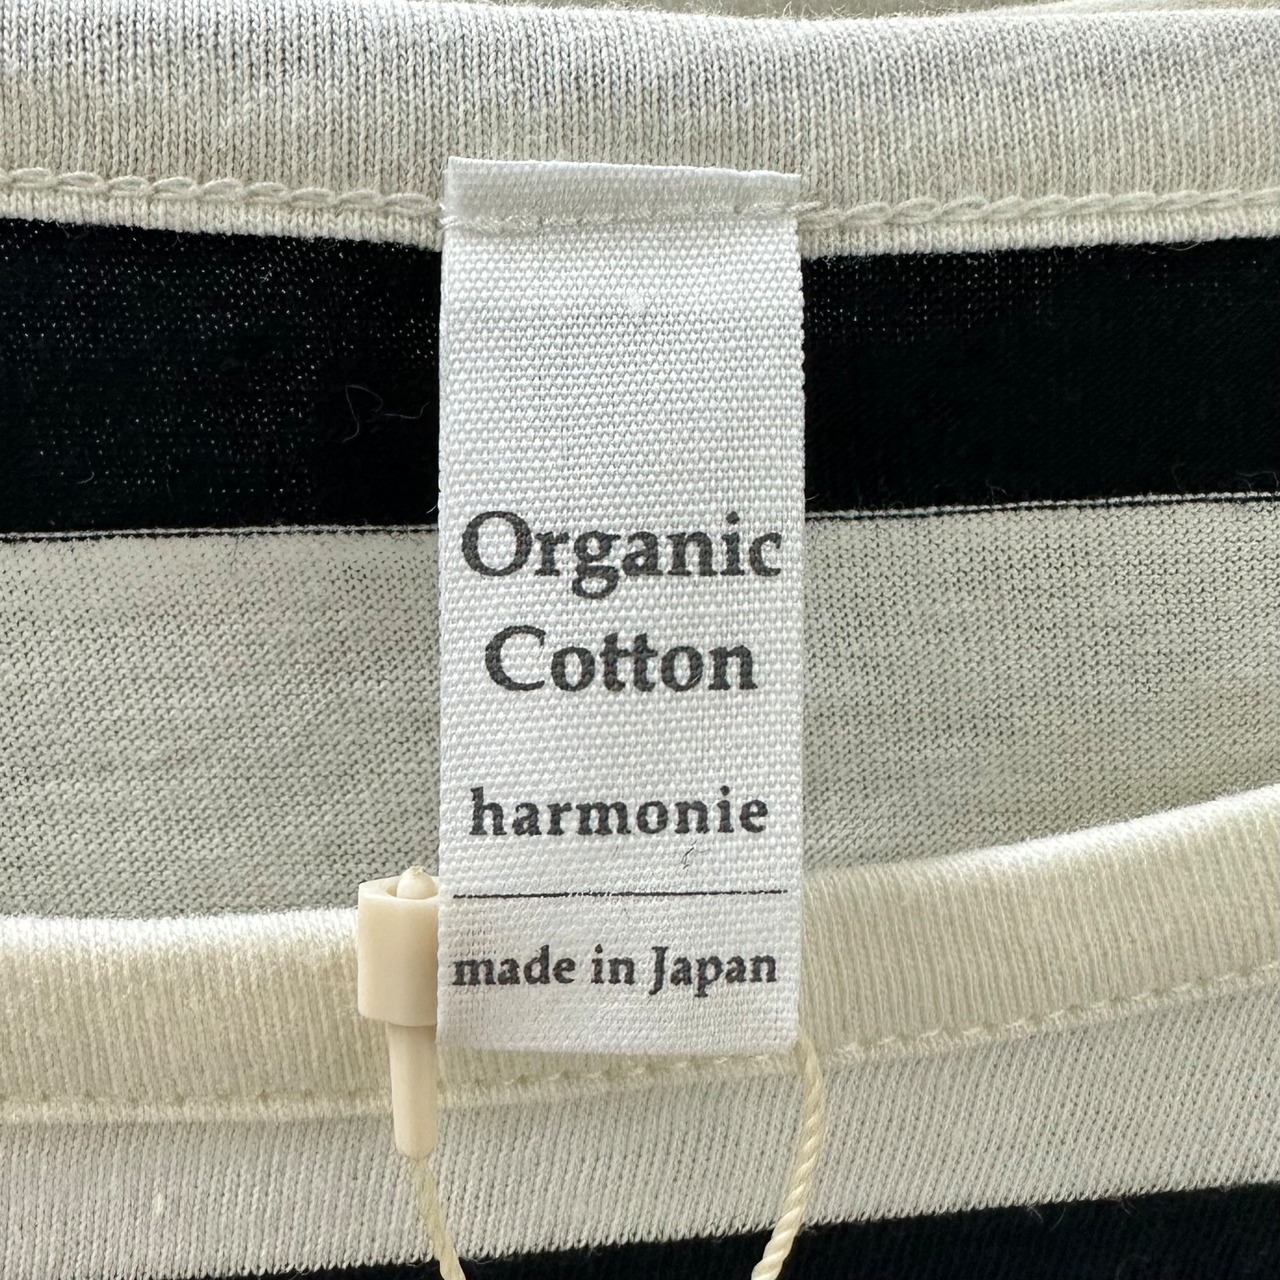 Organic
Cotton
harmonie
made in Japan